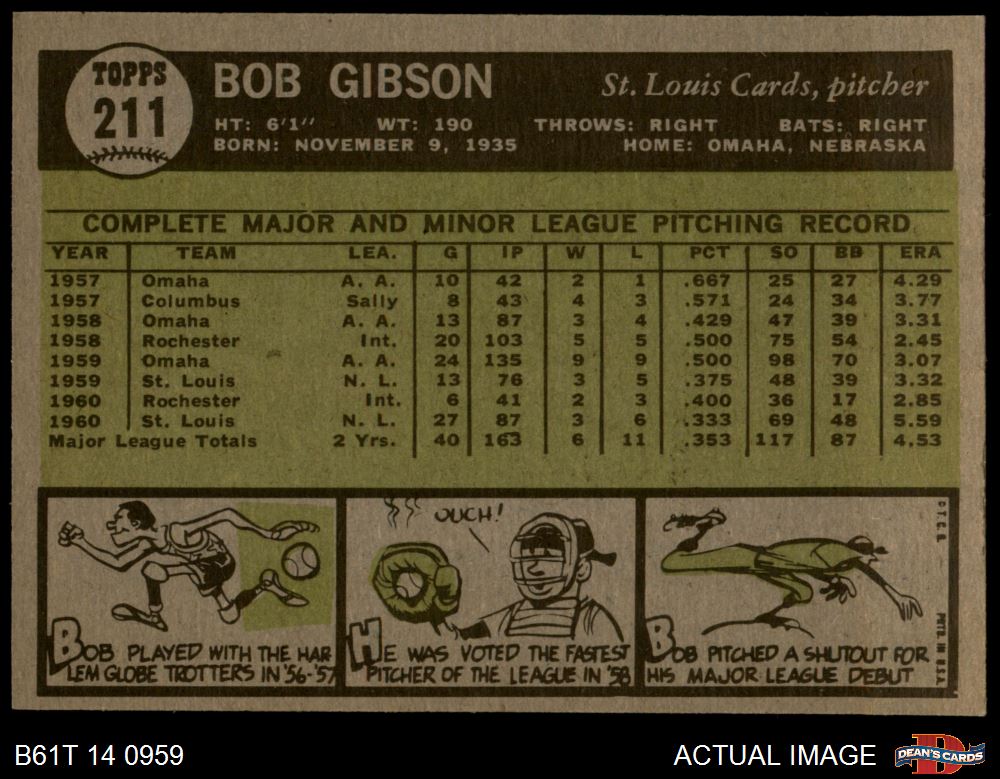 TOPPS
211
BOB GIBSON
St. Louis Cards, pitcher
HT: 6'1" WT: 190 THROWS: RIGHT BATS: RIGHT
BORN: NOVEMBER 9, 1935 HOME: OMAHA, NEBRASKA
COMPLETE MAJOR AND MINOR LEAGUE PITCHING RECORD
YEAR TEAM LEA. G IP W L PCT SO BB ERA
1957 Omaha A. A. 10 42 2 1 .667 25 27 4.29
1957 Columbus Sally 8 43 4 3 .571 24 34 3.77
1958 Omaha A. A. 13 87 3 4 .429 47 39 3.31
1958 Rochester Int. 20 103 5 5 .500 75 54 2.45
1959 Omaha A. A. 24 135 9 9 .500 98 70 3.07
1959 St. Louis N. L. 13 76 3 5 .375 48 39 3.32
1960 Rochester Int. 6 41 2 3 .400 36 17 2.85
1960 St. Louis N. L. 27 87 3 6 .333 69 48 5.59
Major League Totals 2 Yrs. 40 163 6 11 .353 117 87 4.53
BOB PLAYED WITH THE HAR
LEM GLOBE TROTTERS IN '56-'57
OUCH!
HE WAS VOTED THE FASTEST
PITCHER OF THE LEAGUE IN '58
BOB PITCHED A SHUTOUT FOR
HIS MAJOR LEAGUE DEBUT
© T.C.G.
PRTD. IN U.S.A.
B61T 14 0959
ACTUAL IMAGE
DEAN'S CARDS